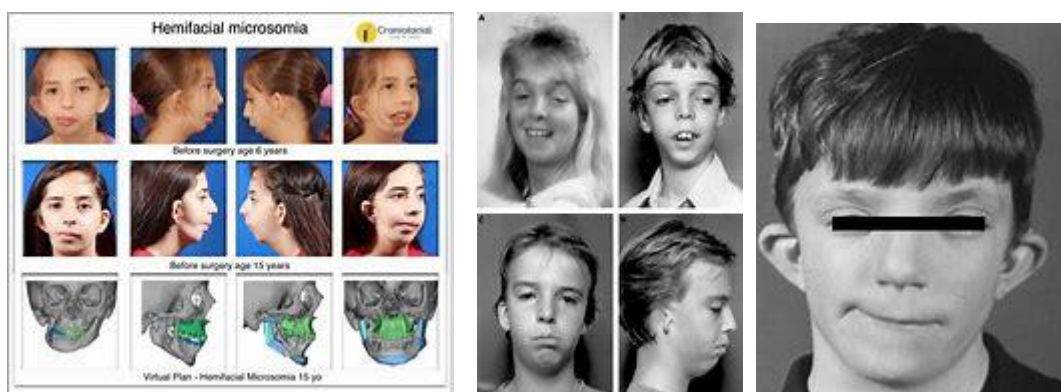 Hemifacial microsomia
Craniofacial
Before surgery age 6 years
Before surgery age 15 years
Virtual Plan - Hemifacial Microsomia 15 yo
A
B
C